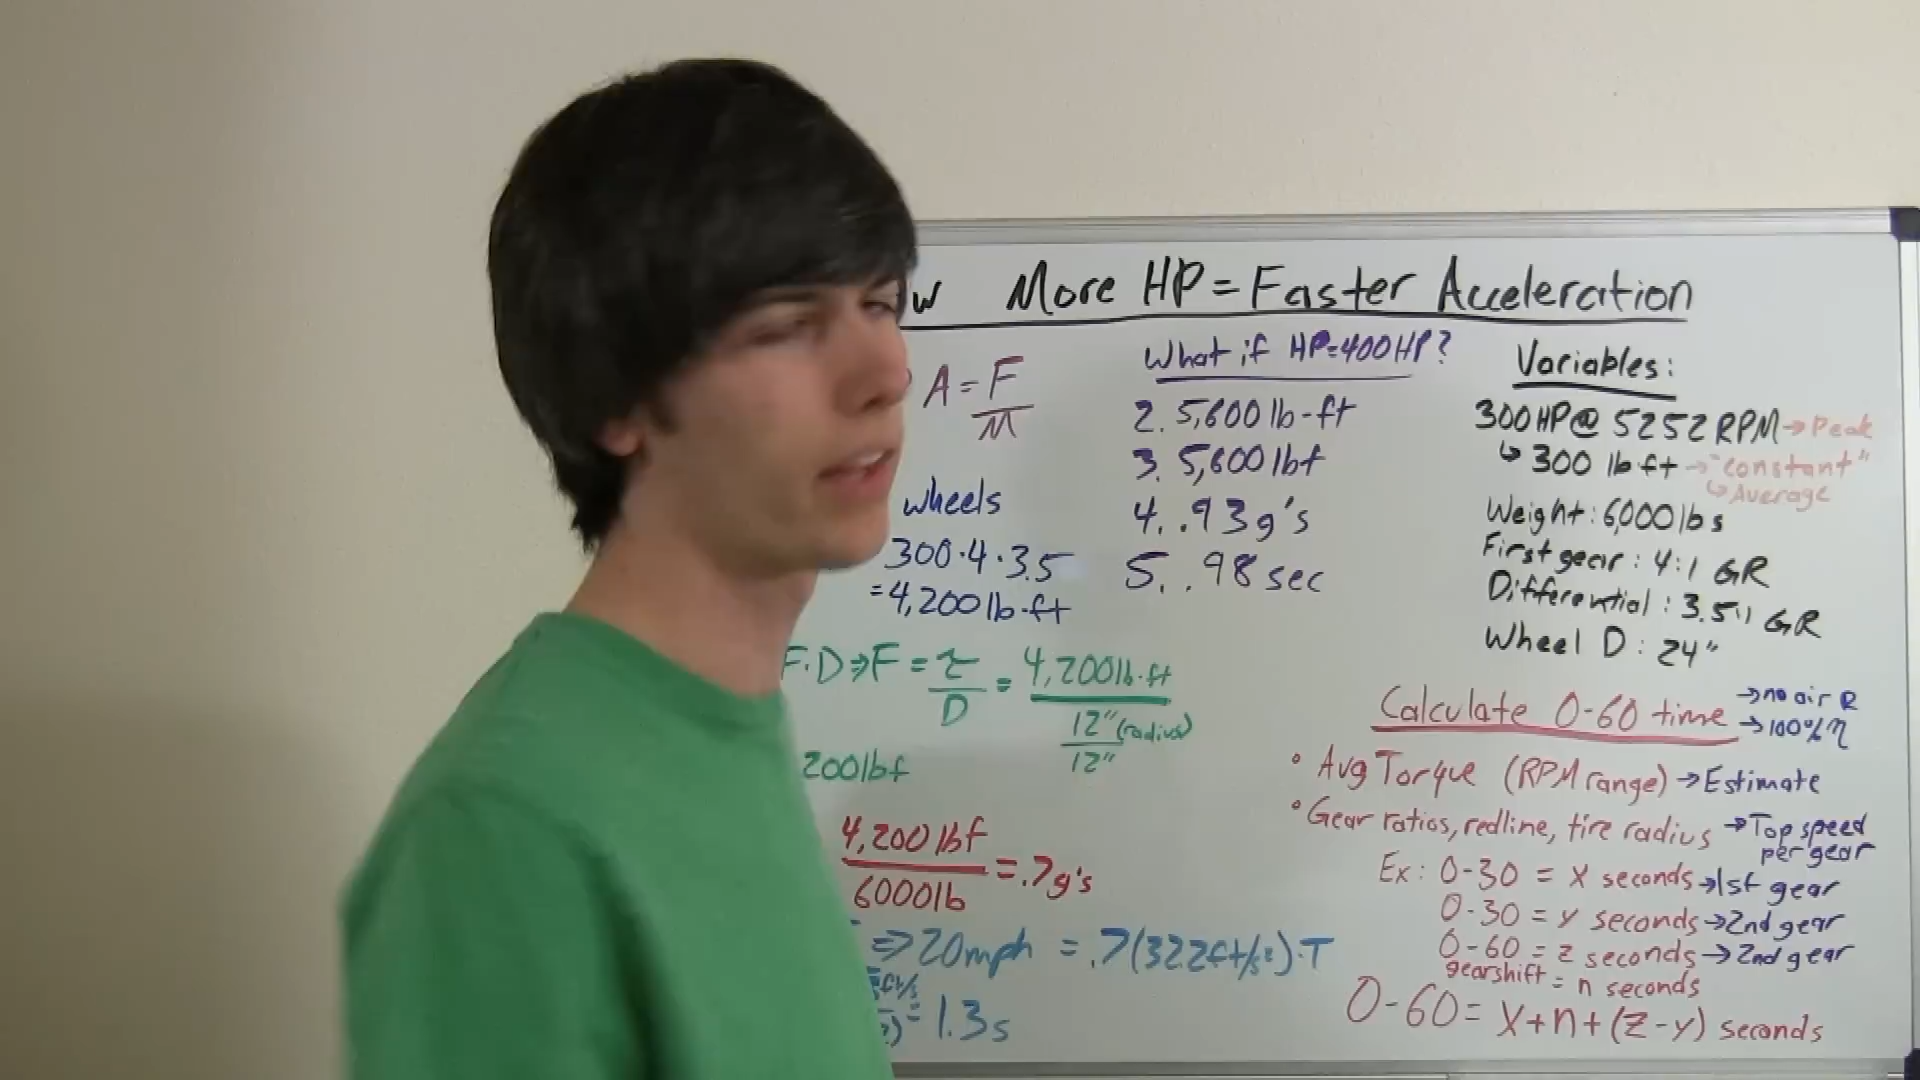 More HP = Faster Acceleration
A = F
M
wheels
300·4·3.5
= 4,200 lb·ft
F·D ⇒ F = τ = 4,200 lb·ft
D 12" (radius)
12"
200 lbf
4,200 lbf = .7g's
6000 lb
⇒ 20mph = .7(32.2ft/s²)·T
ft/s
= 1.3s
What if HP=400HP?
2. 5,600 lb-ft
3. 5,600 lbf
4. .93g's
5. .98 sec
Variables:
300HP@ 5252RPM → Peak
↳ 300 lb·ft → "constant"
↳ Average
Weight: 6,000 lbs
First gear: 4:1 GR
Differential: 3.5:1 GR
Wheel D: 24"
Calculate 0-60 time → no air R
→ 100% η
• Avg Torque (RPM range) → Estimate
• Gear ratios, redline, tire radius → Top speed
per gear
Ex: 0-30 = x seconds → 1st gear
0-30 = y seconds → 2nd gear
0-60 = z seconds → 2nd gear
gearshift = n seconds
0-60 = x+n+(z-y) seconds